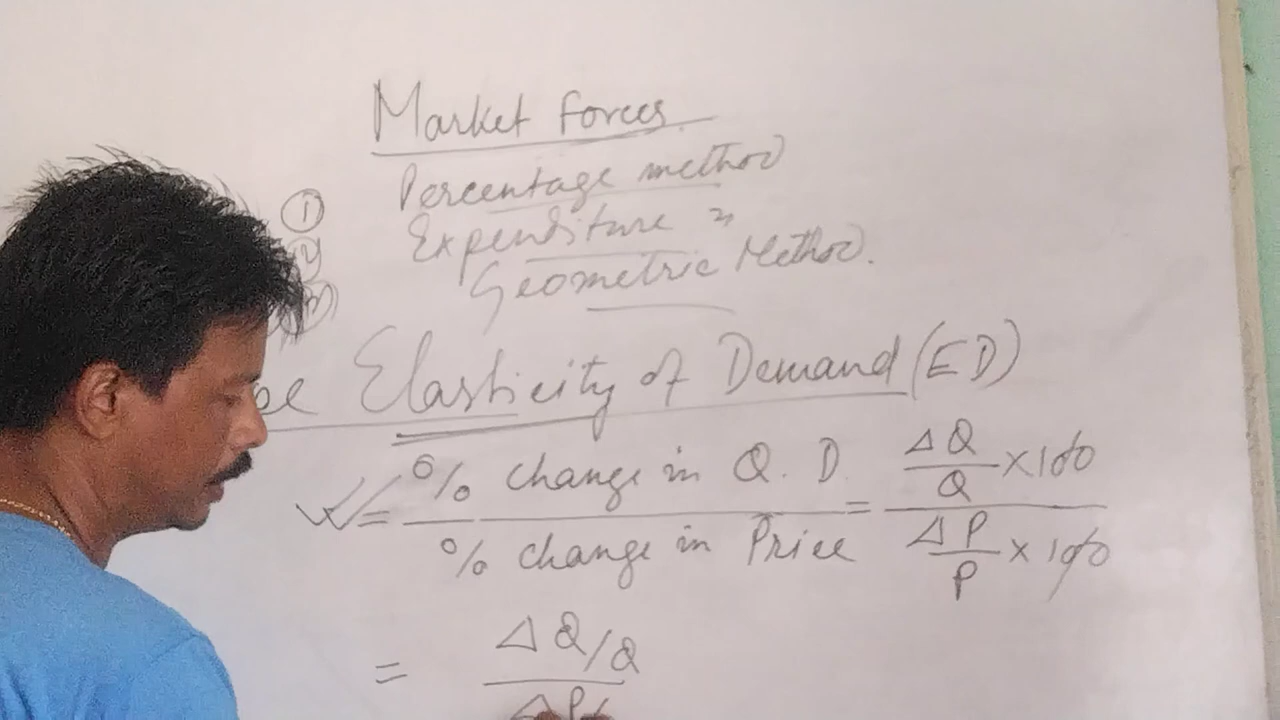 Market forces
① Percentage method
② Expenditure "
③ Geometric Method.
Elasticity of Demand (ED)
= % change in Q. D. / % change in Price = ΔQ/Q × 100 / ΔP/P × 100
= ΔQ/Q / ΔP/